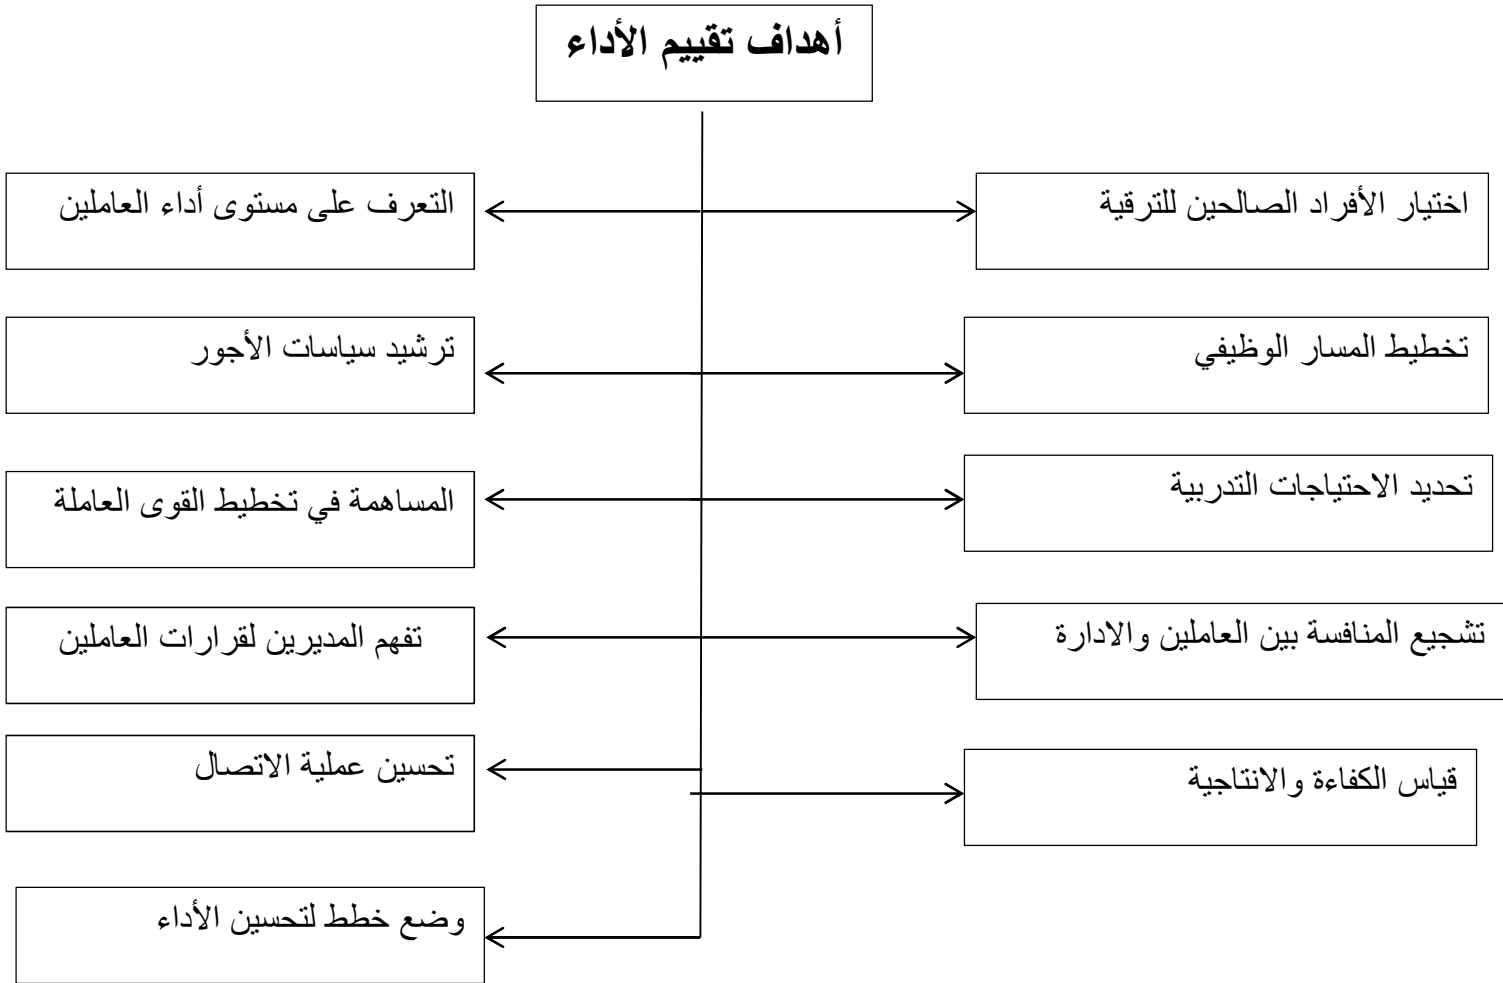 أهداف تقييم الأداء
اختيار الأفراد الصالحين للترقية
التعرف على مستوى أداء العاملين
تخطيط المسار الوظيفي
ترشيد سياسات الأجور
تحديد الاحتياجات التدربية
المساهمة في تخطيط القوى العاملة
تشجيع المنافسة بين العاملين والادارة
تفهم المديرين لقرارات العاملين
قياس الكفاءة والانتاجية
تحسين عملية الاتصال
وضع خطط لتحسين الأداء